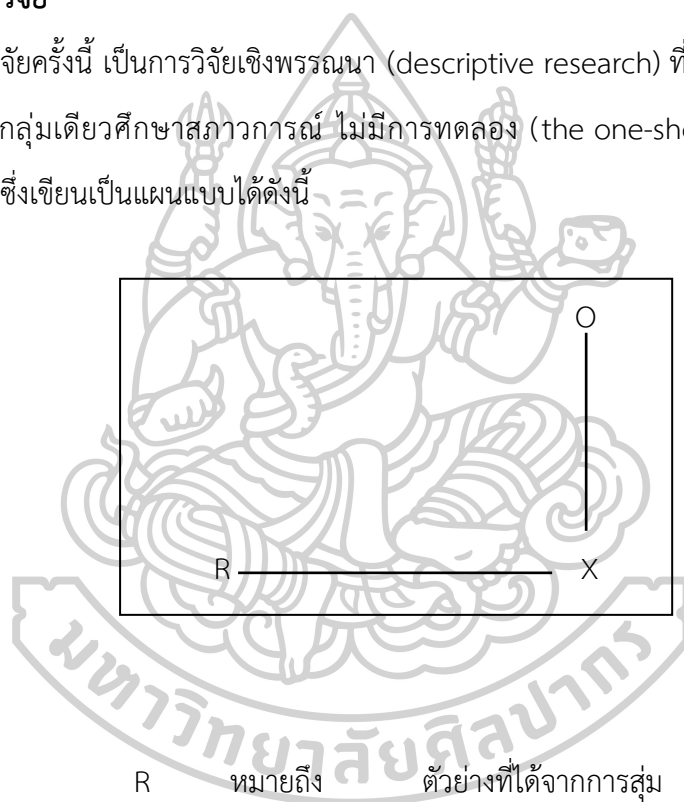 วิจัย
จัยครั้งนี้ เป็นการวิจัยเชิงพรรณนา (descriptive research) ที่
กลุ่มเดียวศึกษาสภาวการณ์ ไม่มีการทดลอง (the one-sho
ซึ่งเขียนเป็นแผนแบบได้ดังนี้
O
R X
มหาวิทยาลัยศิลปากร
R หมายถึง ตัวอย่างที่ได้จากการสุ่ม